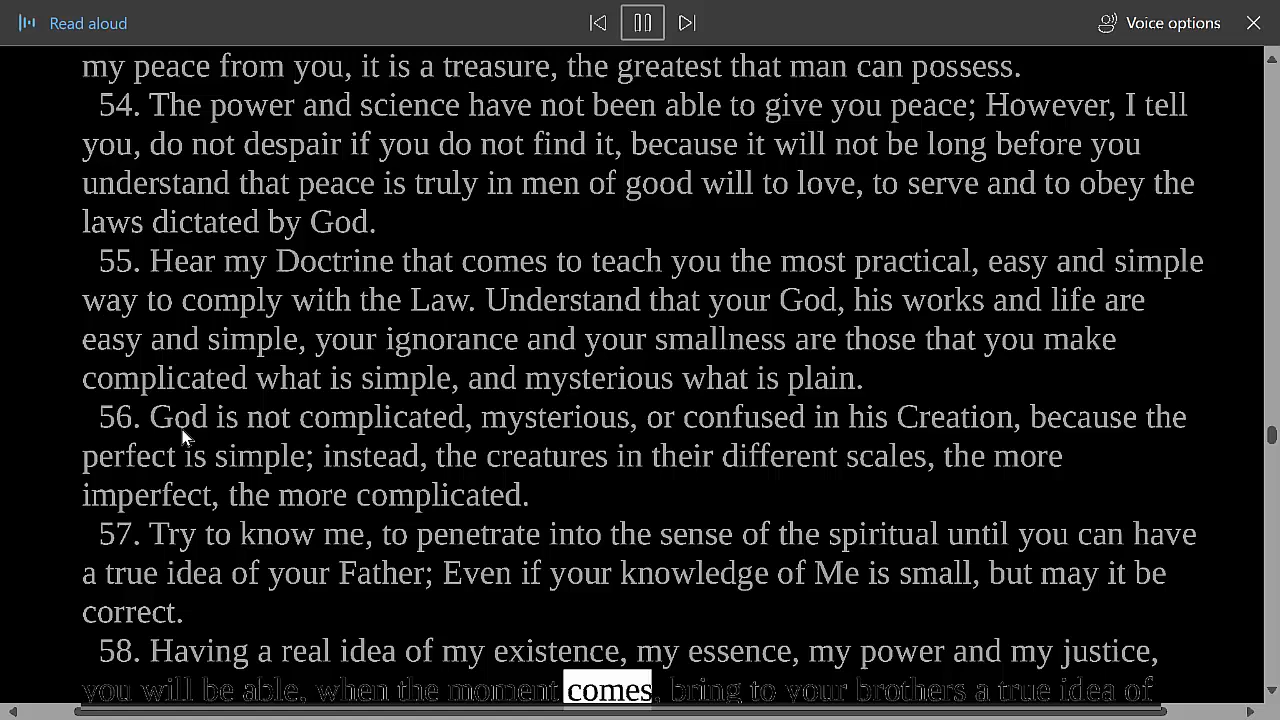 Read aloud
Voice options
my peace from you, it is a treasure, the greatest that man can possess.
54. The power and science have not been able to give you peace; However, I tell
you, do not despair if you do not find it, because it will not be long before you
understand that peace is truly in men of good will to love, to serve and to obey the
laws dictated by God.
55. Hear my Doctrine that comes to teach you the most practical, easy and simple
way to comply with the Law. Understand that your God, his works and life are
easy and simple, your ignorance and your smallness are those that you make
complicated what is simple, and mysterious what is plain.
56. God is not complicated, mysterious, or confused in his Creation, because the
perfect is simple; instead, the creatures in their different scales, the more
imperfect, the more complicated.
57. Try to know me, to penetrate into the sense of the spiritual until you can have
a true idea of your Father; Even if your knowledge of Me is small, but may it be
correct.
58. Having a real idea of my existence, my essence, my power and my justice,
you will be able, when the moment comes, bring to your brothers a true idea of